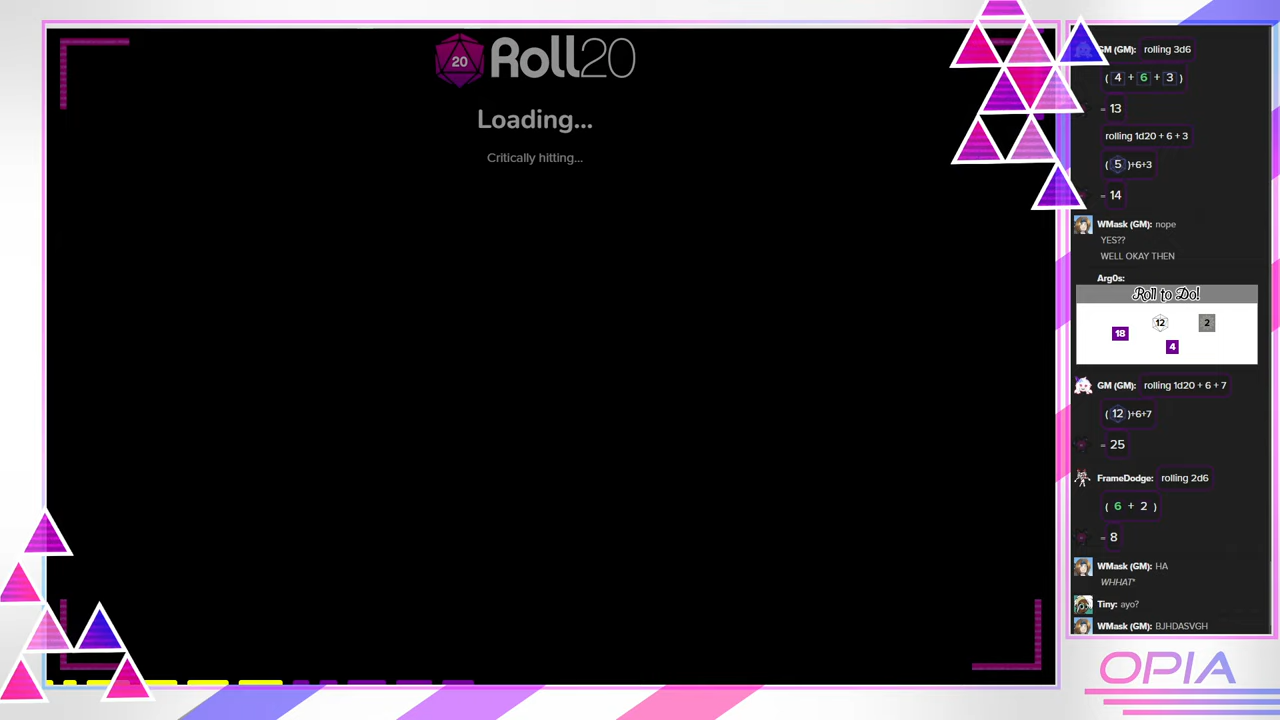 20
Roll20
Loading...
Critically hitting...
GM (GM): rolling 3d6
( 4 + 6 + 3 )
= 13
rolling 1d20 + 6 + 3
( 5 )+6+3
= 14
WMask (GM): nope
YES??
WELL OKAY THEN
Arg0s:
Roll to Do!
18
12
2
4
GM (GM): rolling 1d20 + 6 + 7
( 12 )+6+7
= 25
FrameDodge: rolling 2d6
( 6 + 2 )
= 8
WMask (GM): HA
WHHAT*
Tiny: ayo?
WMask (GM): BJHDASVGH
OPIA